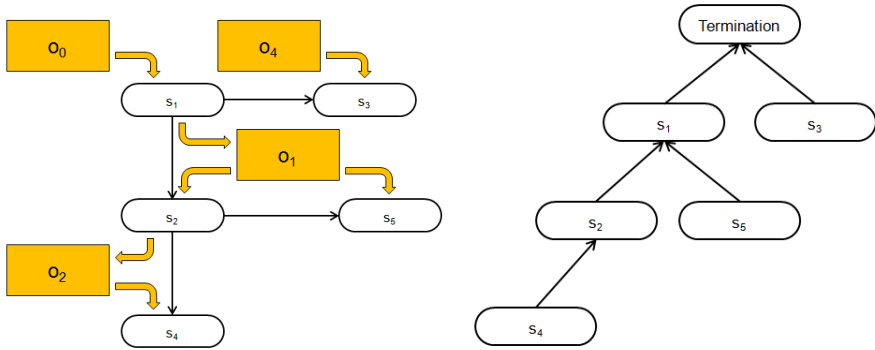 o₀
o₄
s₁
s₃
o₁
s₂
s₅
o₂
s₄
Termination
s₁
s₃
s₂
s₅
s₄